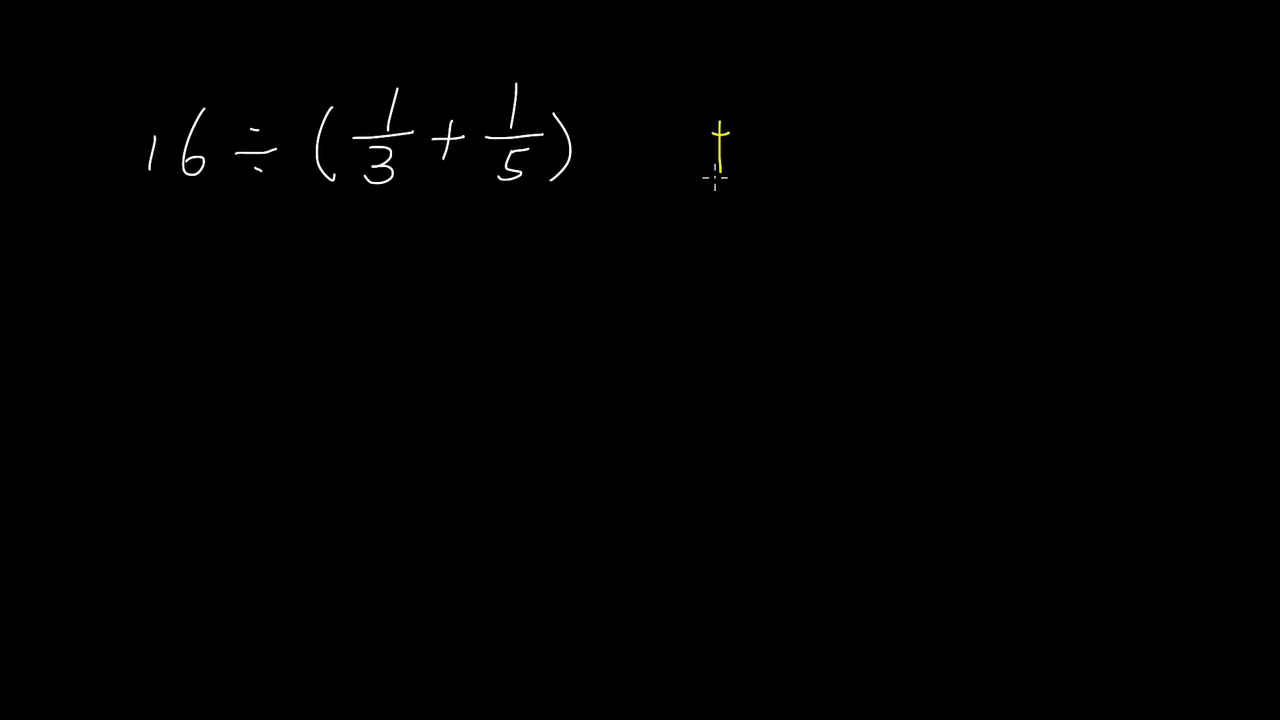 16 ÷ (1/3 + 1/5)